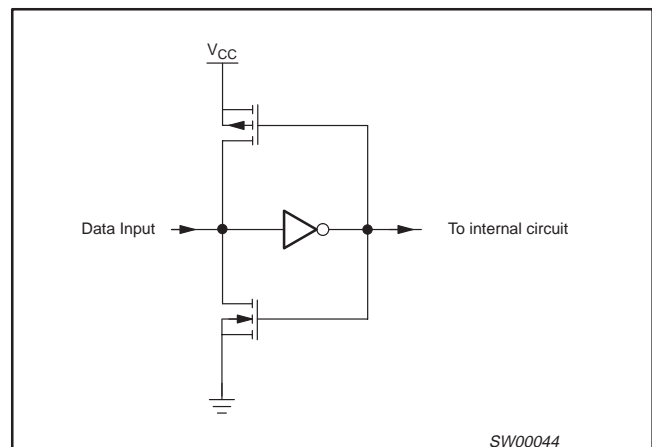 VCC
Data Input
To internal circuit
SW00044